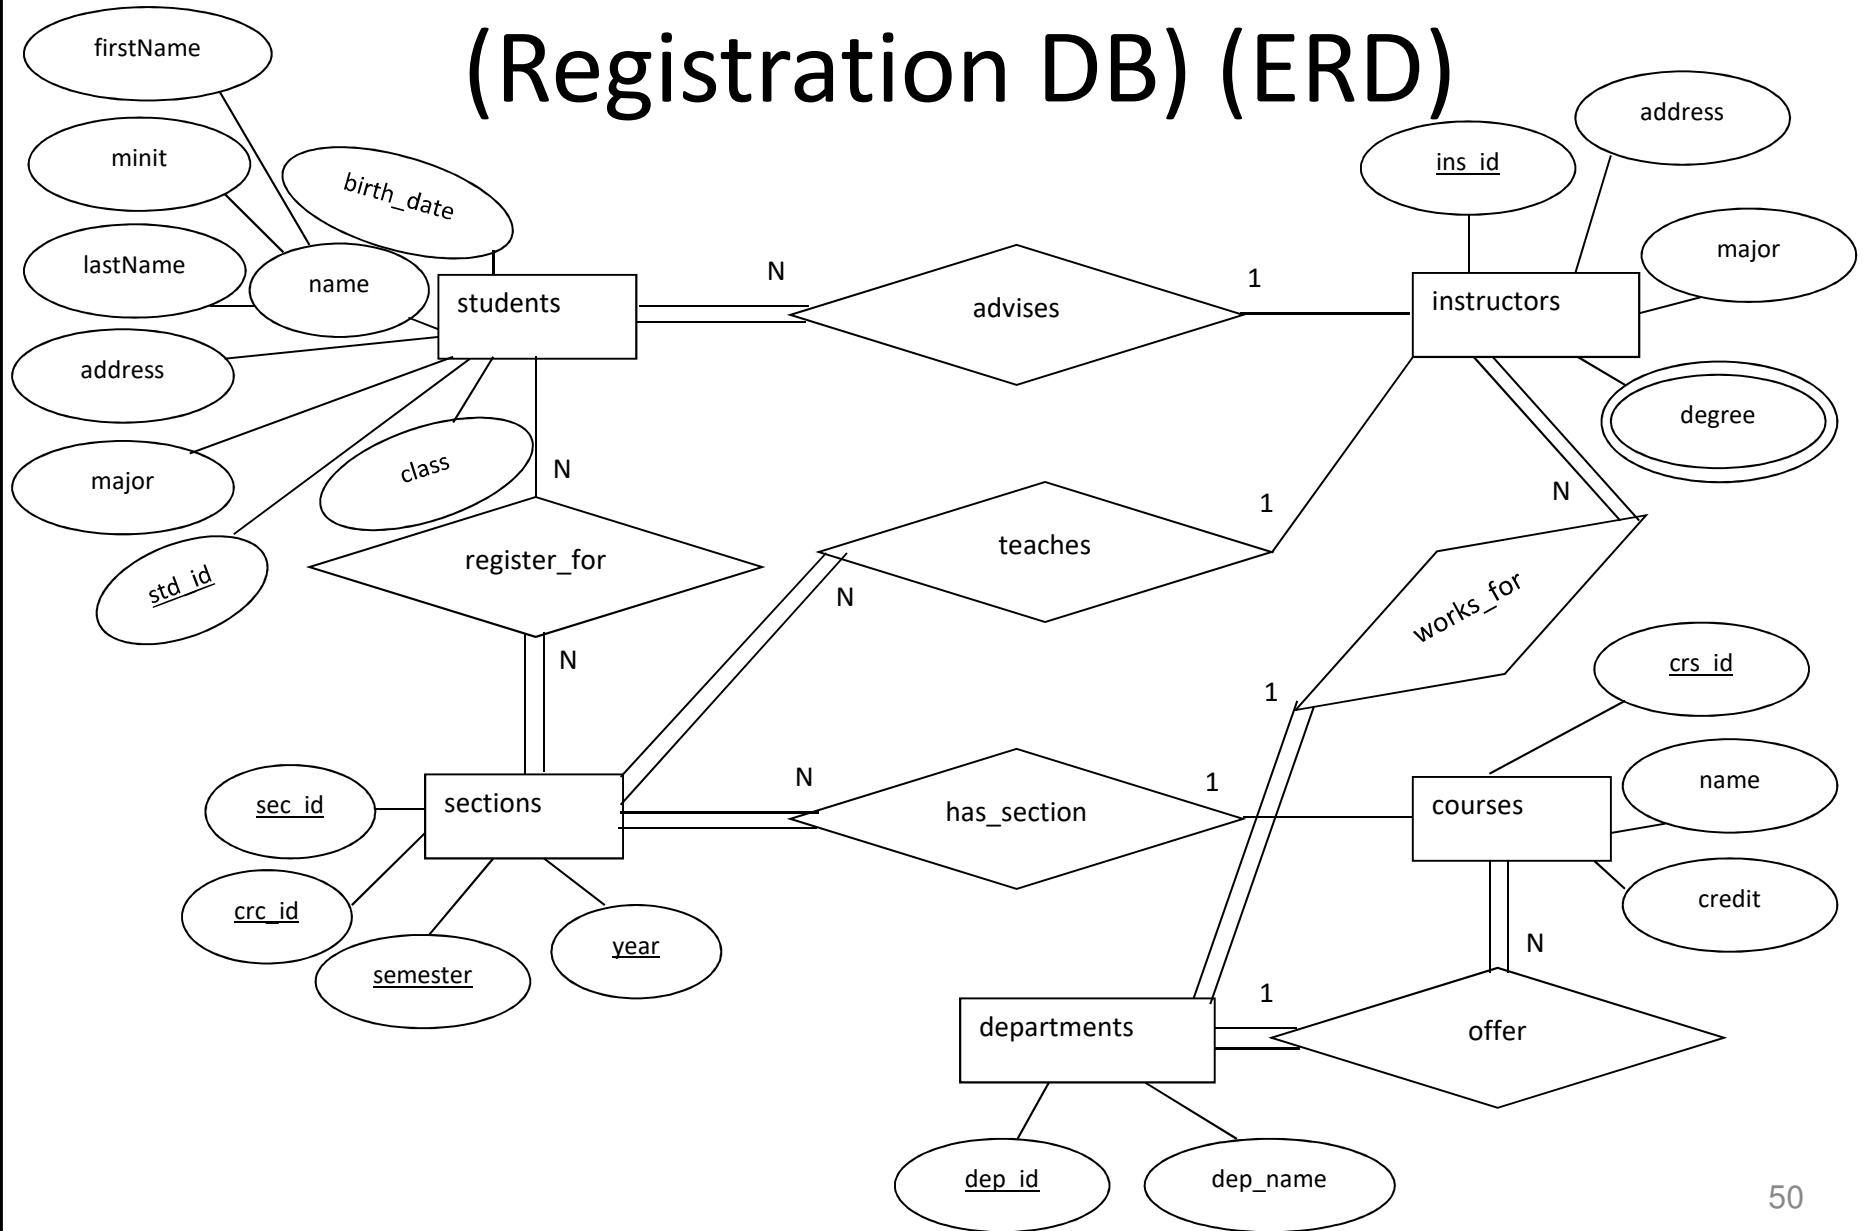 (Registration DB) (ERD)
firstName
minit
lastName
address
major
std_id
name
birth_date
class
students
N
advises
1
instructors
ins_id
address
major
degree
N
register_for
N
1
teaches
N
N
works_for
1
sections
sec_id
crc_id
semester
year
N
has_section
1
courses
crs_id
name
credit
N
offer
1
departments
dep_id
dep_name
50